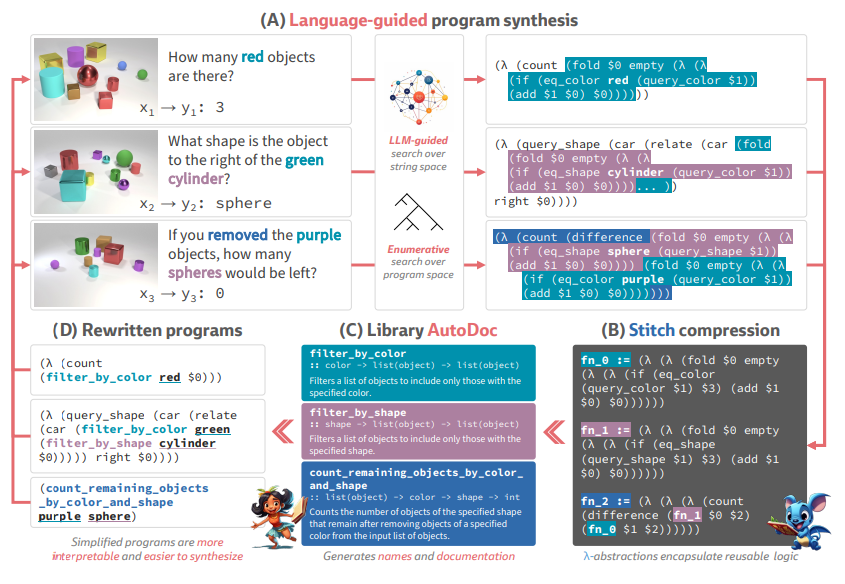 (A) Language-guided program synthesis
How many red objects
are there?
x1 → y1: 3
What shape is the object
to the right of the green
cylinder?
x2 → y2: sphere
If you removed the purple
objects, how many
spheres would be left?
x3 → y3: 0
LLM-guided
search over
string space
Enumerative
search over
program space
(λ (count (fold $0 empty (λ (λ
(if (eq_color red (query_color $1))
(add $1 $0) $0))))))
(λ (query_shape (car (relate (car (fold
(fold $0 empty (λ (λ
(if (eq_shape cylinder (query_color $1))
(add $1 $0) $0))))... ))
right $0))))
(λ (count (difference (fold $0 empty (λ (λ
(if (eq_shape sphere (query_shape $1))
(add $1 $0) $0)))) (fold $0 empty (λ (λ
(if (eq_color purple (query_color $1))
(add $1 $0) $0)))))))
(D) Rewritten programs
(λ (count
(filter_by_color red $0)))
(λ (query_shape (car (relate
(car (filter_by_color green
(filter_by_shape cylinder
$0))))) right $0))))
(count_remaining_objects
_by_color_and_shape
purple sphere)
Simplified programs are more
interpretable and easier to synthesize
(C) Library AutoDoc
filter_by_color
:: color -> list(object) -> list(object)
Filters a list of objects to include only those with the
specified color.
filter_by_shape
:: shape -> list(object) -> list(object)
Filters a list of objects to include only those with the
specified shape.
count_remaining_objects_by_color_
and_shape
:: list(object) -> color -> shape -> int
Counts the number of objects of the specified shape
that remain after removing objects of a specified
color from the input list of objects.
Generates names and documentation
(B) Stitch compression
fn_0 := (λ (λ (fold $0 empty
(λ (λ (if (eq_color
(query_color $1) $3) (add $1
$0) $0))))))
fn_1 := (λ (λ (fold $0 empty
(λ (λ (if (eq_shape
(query_shape $1) $3) (add $1
$0) $0))))))
fn_2 := (λ (λ (λ (count
(difference (fn_1 $0 $2)
(fn_0 $1 $2))))))
λ-abstractions encapsulate reusable logic